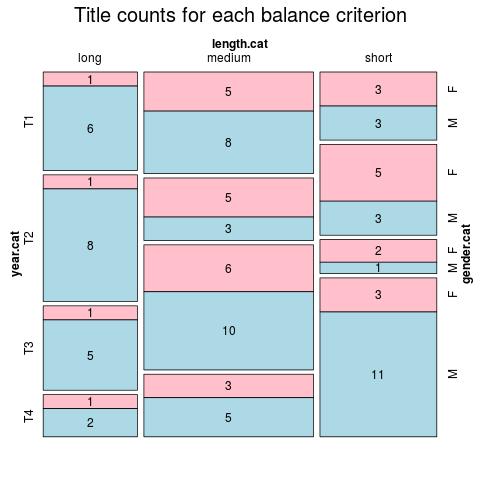 Title counts for each balance criterion
length.cat
long medium short
year.cat
gender.cat
T1 1 5 3 F
6 8 3 M
T2 1 5 5 F
8 3 3 M
T3 1 6 2 F
5 10 1 M
T4 1 3 3 F
2 5 11 M